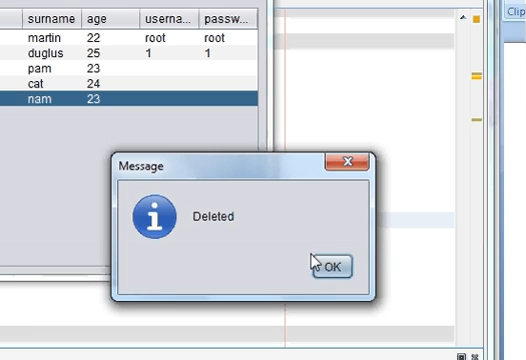 surname age userna... passw...
martin 22 root root
duglus 25 1 1
pam 23
cat 24
nam 23
Message
Deleted
OK
Clip